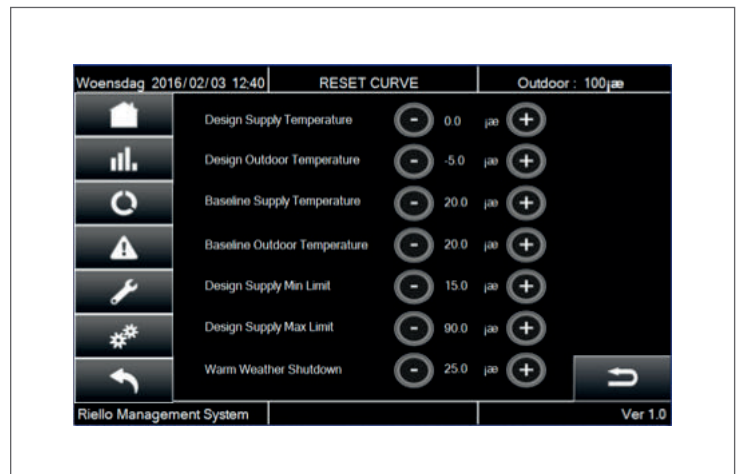 Woensdag 2016/02/03 12:40 RESET CURVE Outdoor : 100¡æ
Design Supply Temperature - 0.0 ¡æ +
Design Outdoor Temperature - -5.0 ¡æ +
Baseline Supply Temperature - 20.0 ¡æ +
Baseline Outdoor Temperature - 20.0 ¡æ +
Design Supply Min Limit - 15.0 ¡æ +
Design Supply Max Limit - 90.0 ¡æ +
Warm Weather Shutdown - 25.0 ¡æ +
Riello Management System Ver 1.0